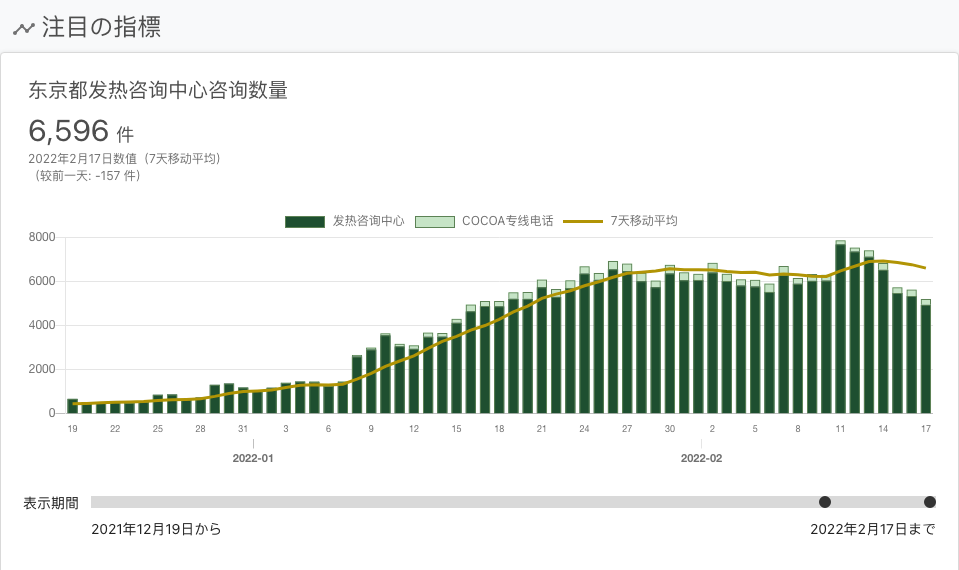 注目の指標
东京都发热咨询中心咨询数量
6,596 件
2022年2月17日数值（7天移动平均）
（较前一天: -157 件）
发热咨询中心 COCOA专线电话 7天移动平均
8000
6000
4000
2000
0
19 22 25 28 31 3 6 9 12 15 18 21 24 27 30 2 5 8 11 14 17
2022-01 2022-02
表示期間
2021年12月19日から 2022年2月17日まで